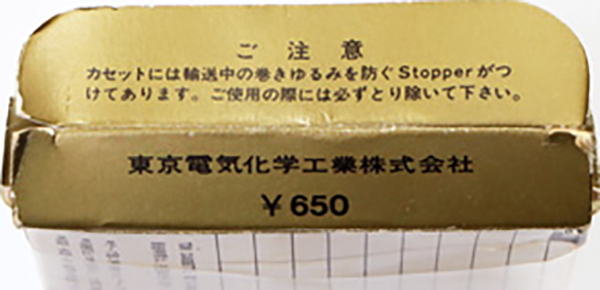 ご注意
カセットには輸送中の巻きゆるみを防ぐStopperがつ
けてあります。ご使用の際には必ずとり除いて下さい。
東京電気化学工業株式会社
¥650